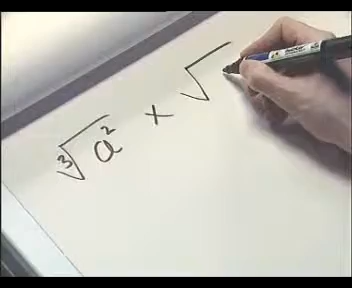 ∛a² × √